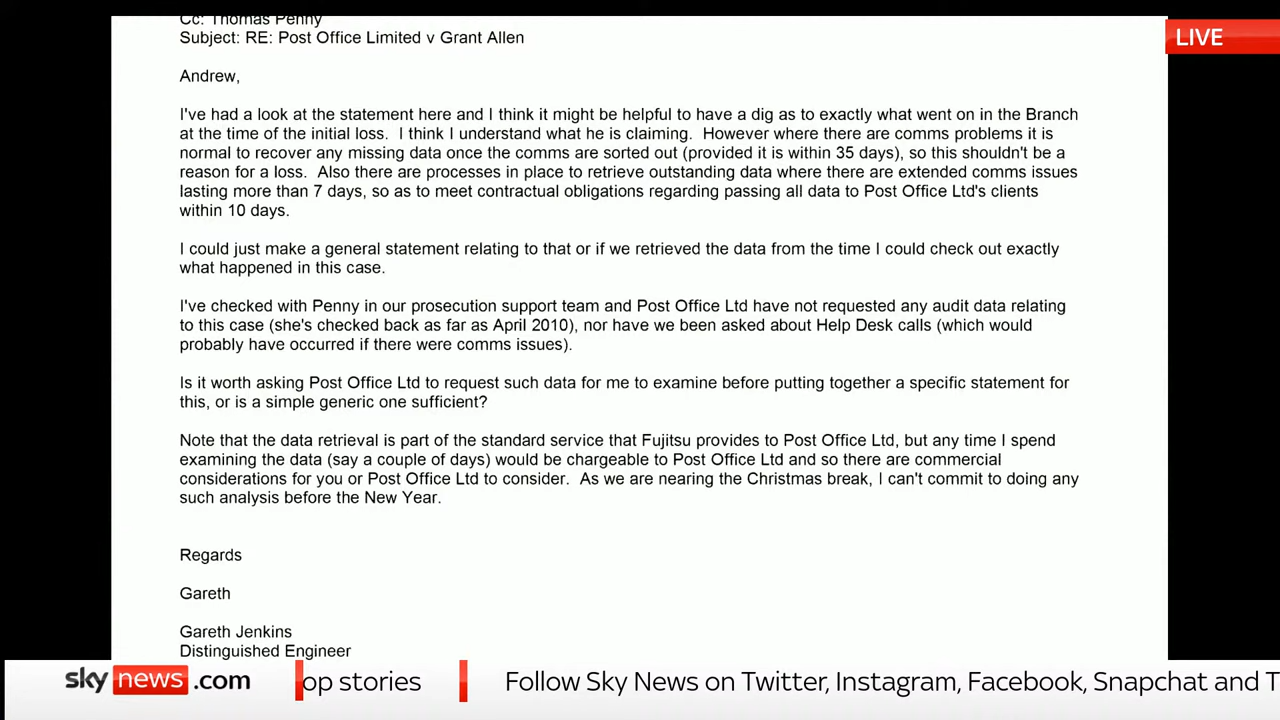 Cc: Thomas Penny
Subject: RE: Post Office Limited v Grant Allen
LIVE
Andrew,
I've had a look at the statement here and I think it might be helpful to have a dig as to exactly what went on in the Branch
at the time of the initial loss.  I think I understand what he is claiming.  However where there are comms problems it is
normal to recover any missing data once the comms are sorted out (provided it is within 35 days), so this shouldn't be a
reason for a loss.  Also there are processes in place to retrieve outstanding data where there are extended comms issues
lasting more than 7 days, so as to meet contractual obligations regarding passing all data to Post Office Ltd's clients
within 10 days.
I could just make a general statement relating to that or if we retrieved the data from the time I could check out exactly
what happened in this case.
I've checked with Penny in our prosecution support team and Post Office Ltd have not requested any audit data relating
to this case (she's checked back as far as April 2010), nor have we been asked about Help Desk calls (which would
probably have occurred if there were comms issues).
Is it worth asking Post Office Ltd to request such data for me to examine before putting together a specific statement for
this, or is a simple generic one sufficient?
Note that the data retrieval is part of the standard service that Fujitsu provides to Post Office Ltd, but any time I spend
examining the data (say a couple of days) would be chargeable to Post Office Ltd and so there are commercial
considerations for you or Post Office Ltd to consider.  As we are nearing the Christmas break, I can't commit to doing any
such analysis before the New Year.
Regards
Gareth
Gareth Jenkins
Distinguished Engineer
sky news.com op stories Follow Sky News on Twitter, Instagram, Facebook, Snapchat and T